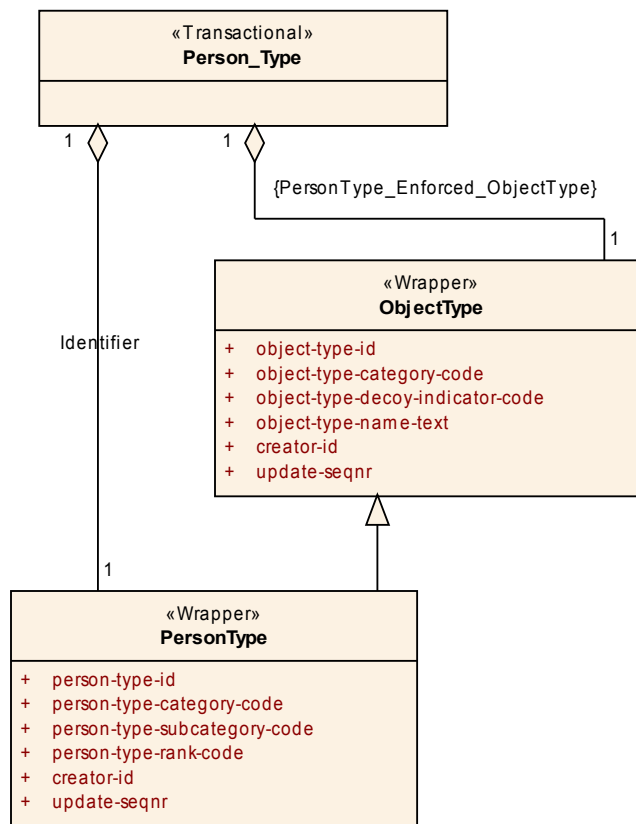 «Transactional»
Person_Type
1
1
{PersonType_Enforced_ObjectType}
1
«Wrapper»
ObjectType
+ object-type-id
+ object-type-category-code
+ object-type-decoy-indicator-code
+ object-type-name-text
+ creator-id
+ update-seqnr
Identifier
1
«Wrapper»
PersonType
+ person-type-id
+ person-type-category-code
+ person-type-subcategory-code
+ person-type-rank-code
+ creator-id
+ update-seqnr